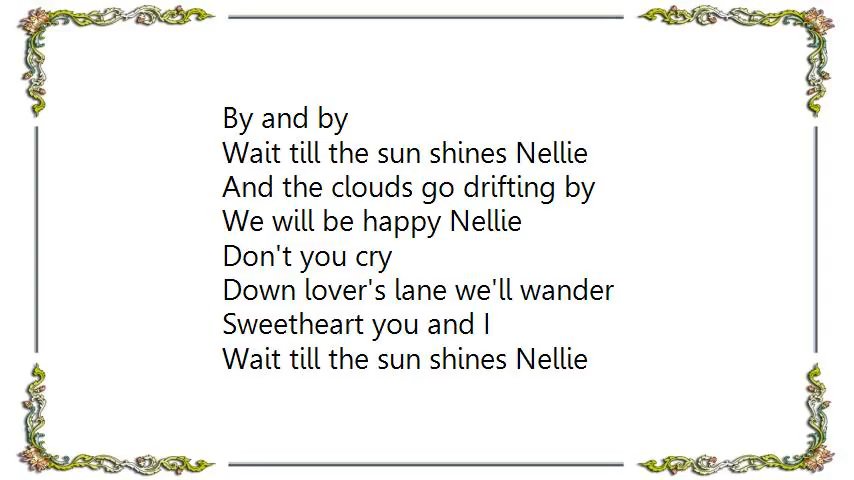 By and by
Wait till the sun shines Nellie
And the clouds go drifting by
We will be happy Nellie
Don't you cry
Down lover's lane we'll wander
Sweetheart you and I
Wait till the sun shines Nellie